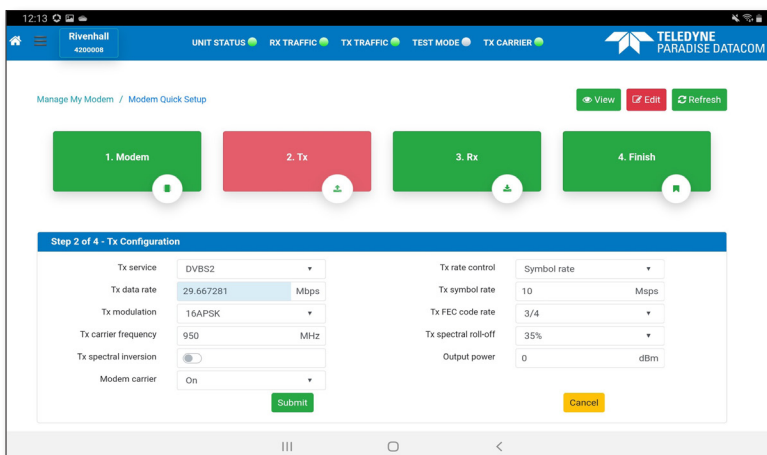 12:13
Rivenhall
4200008
UNIT STATUS RX TRAFFIC TX TRAFFIC TEST MODE TX CARRIER
TELEDYNE
PARADISE DATACOM
Manage My Modem / Modem Quick Setup
View Edit Refresh
1. Modem 2. Tx 3. Rx 4. Finish
Step 2 of 4 - Tx Configuration
Tx service DVBS2 Tx rate control Symbol rate
Tx data rate 29.667281 Mbps Tx symbol rate 10 Msps
Tx modulation 16APSK Tx FEC code rate 3/4
Tx carrier frequency 950 MHz Tx spectral roll-off 35%
Tx spectral inversion Output power 0 dBm
Modem carrier On
Submit Cancel